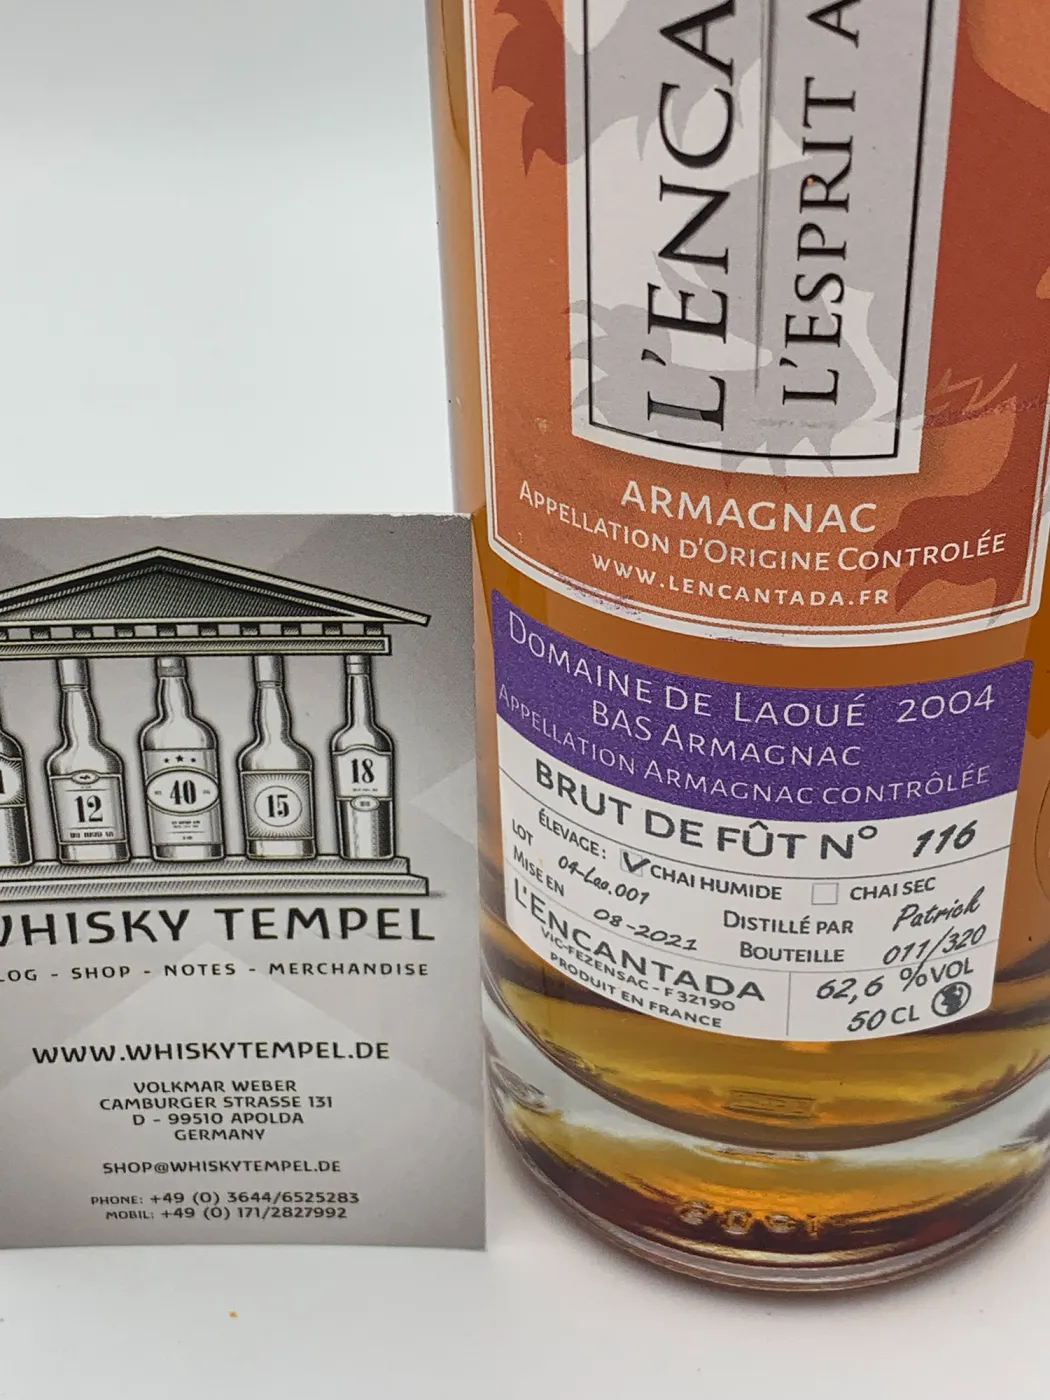 L'ENCA
L'ESPRIT A
ARMAGNAC
APPELLATION D'ORIGINE CONTROLÉE
WWW.LENCANTADA.FR
DOMAINE DE LAOUÉ 2004
BAS ARMAGNAC
APPELLATION ARMAGNAC CONTRÔLÉE
BRUT DE FÛT N° 116
ÉLEVAGE: CHAI HUMIDE CHAI SEC
LOT 04-Lao.001 DISTILLÉ PAR Patrick
MISE EN 08-2021 BOUTEILLE 011/320
L'ENCANTADA
VIC-FEZENSAC - F 32190
PRODUIT EN FRANCE
62,6 %VOL
50 CL
12
40
15
18
WHISKY TEMPEL
LOG - SHOP - NOTES - MERCHANDISE
WWW.WHISKYTEMPEL.DE
VOLKMAR WEBER
CAMBURGER STRASSE 131
D - 99510 APOLDA
GERMANY
SHOP@WHISKYTEMPEL.DE
PHONE: +49 (0) 3644/6525283
MOBIL: +49 (0) 171/2827992